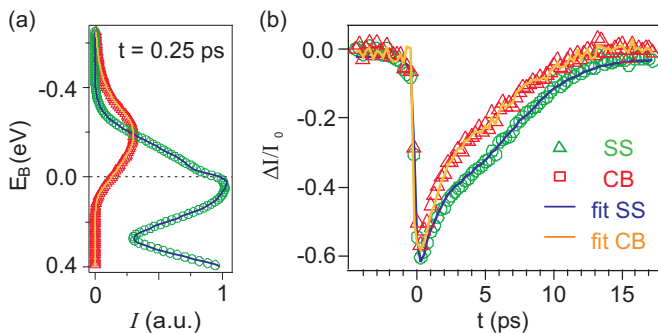 (a)
t = 0.25 ps
-0.4
0.0
0.4
E_B (eV)
0
1
I (a.u.)
(b)
0.0
-0.2
-0.4
-0.6
ΔI/I_0
SS
CB
fit SS
fit CB
0
5
10
15
t (ps)